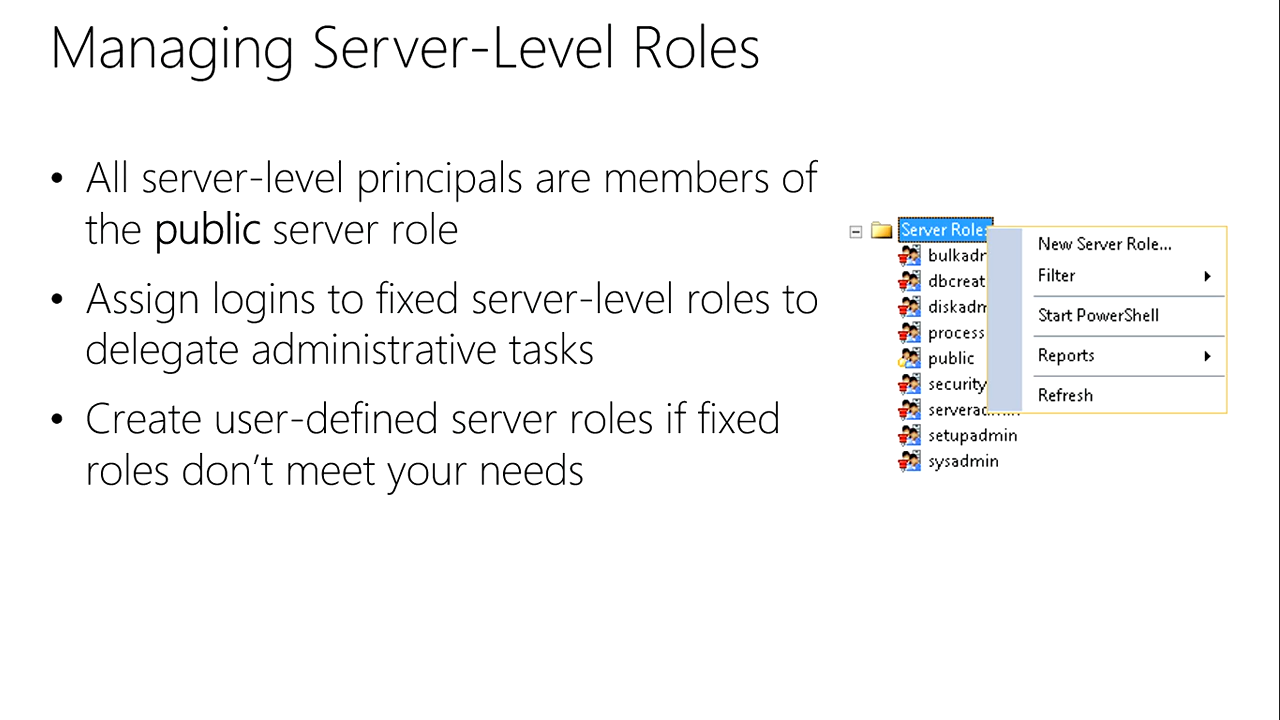 Managing Server-Level Roles
• All server-level principals are members of
the public server role
• Assign logins to fixed server-level roles to
delegate administrative tasks
• Create user-defined server roles if fixed
roles don't meet your needs
Server Roles
public
setupadmin
sysadmin
New Server Role...
Filter
Start PowerShell
Reports
Refresh